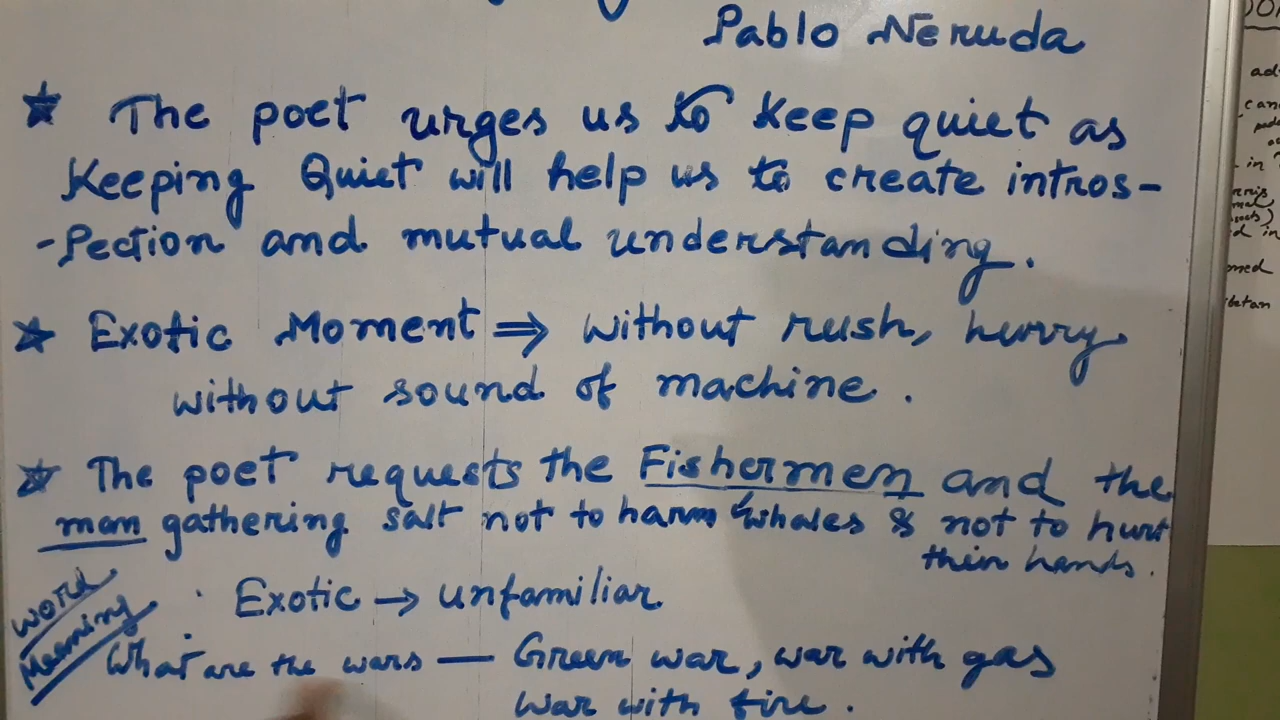 Pablo Neruda
☆ The poet urges us to keep quiet as
Keeping Quiet will help us to create intros-
-Pection and mutual understanding.
☆ Exotic Moment ⇒ without rush, hurry
without sound of machine.
☆ The poet requests the Fishermen and the
man gathering salt not to harm whales & not to hurt
their hands.
Word
Meaning
Exotic → unfamiliar
What are the wars — Green war, war with gas
War with fire.